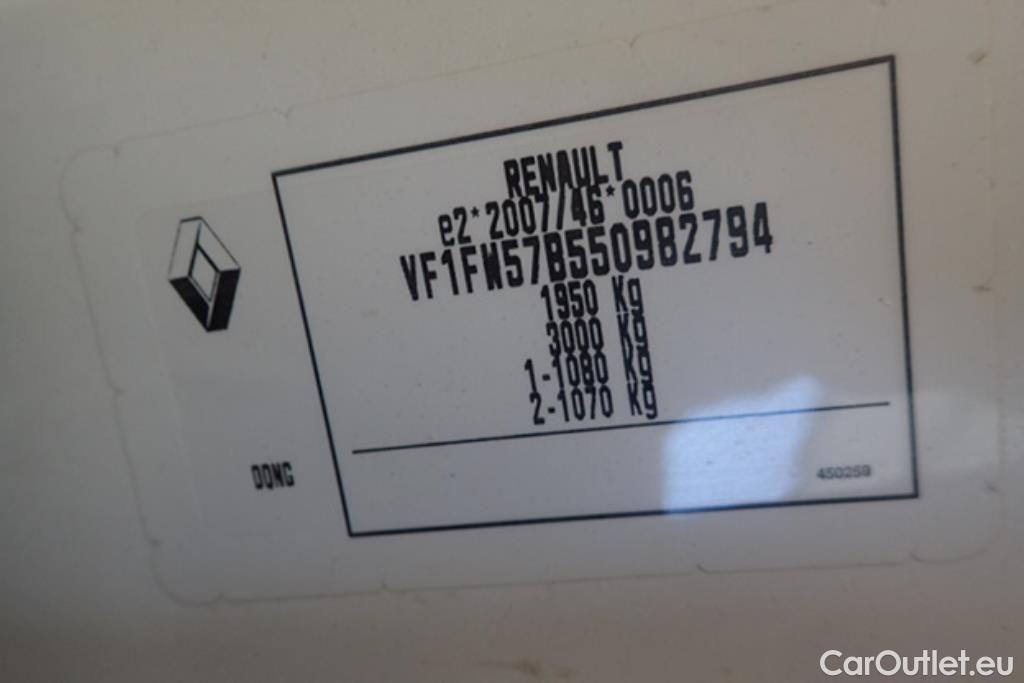 RENAULT
e2*2007/46*0006
VF1FW57B550982794
1950 Kg
3000 Kg
1-1080 Kg
2-1070 Kg
DQNG
450259
CarOutlet.eu